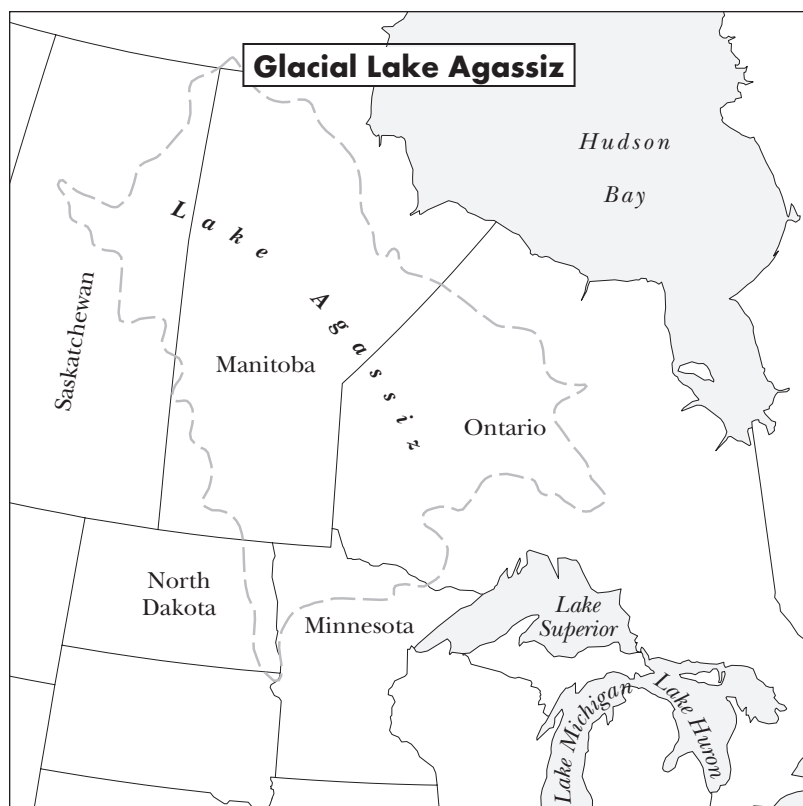 Glacial Lake Agassiz
Hudson
Bay
Lake Agassiz
Saskatchewan
Manitoba
Ontario
North
Dakota
Minnesota
Lake
Superior
Lake Michigan
Lake Huron